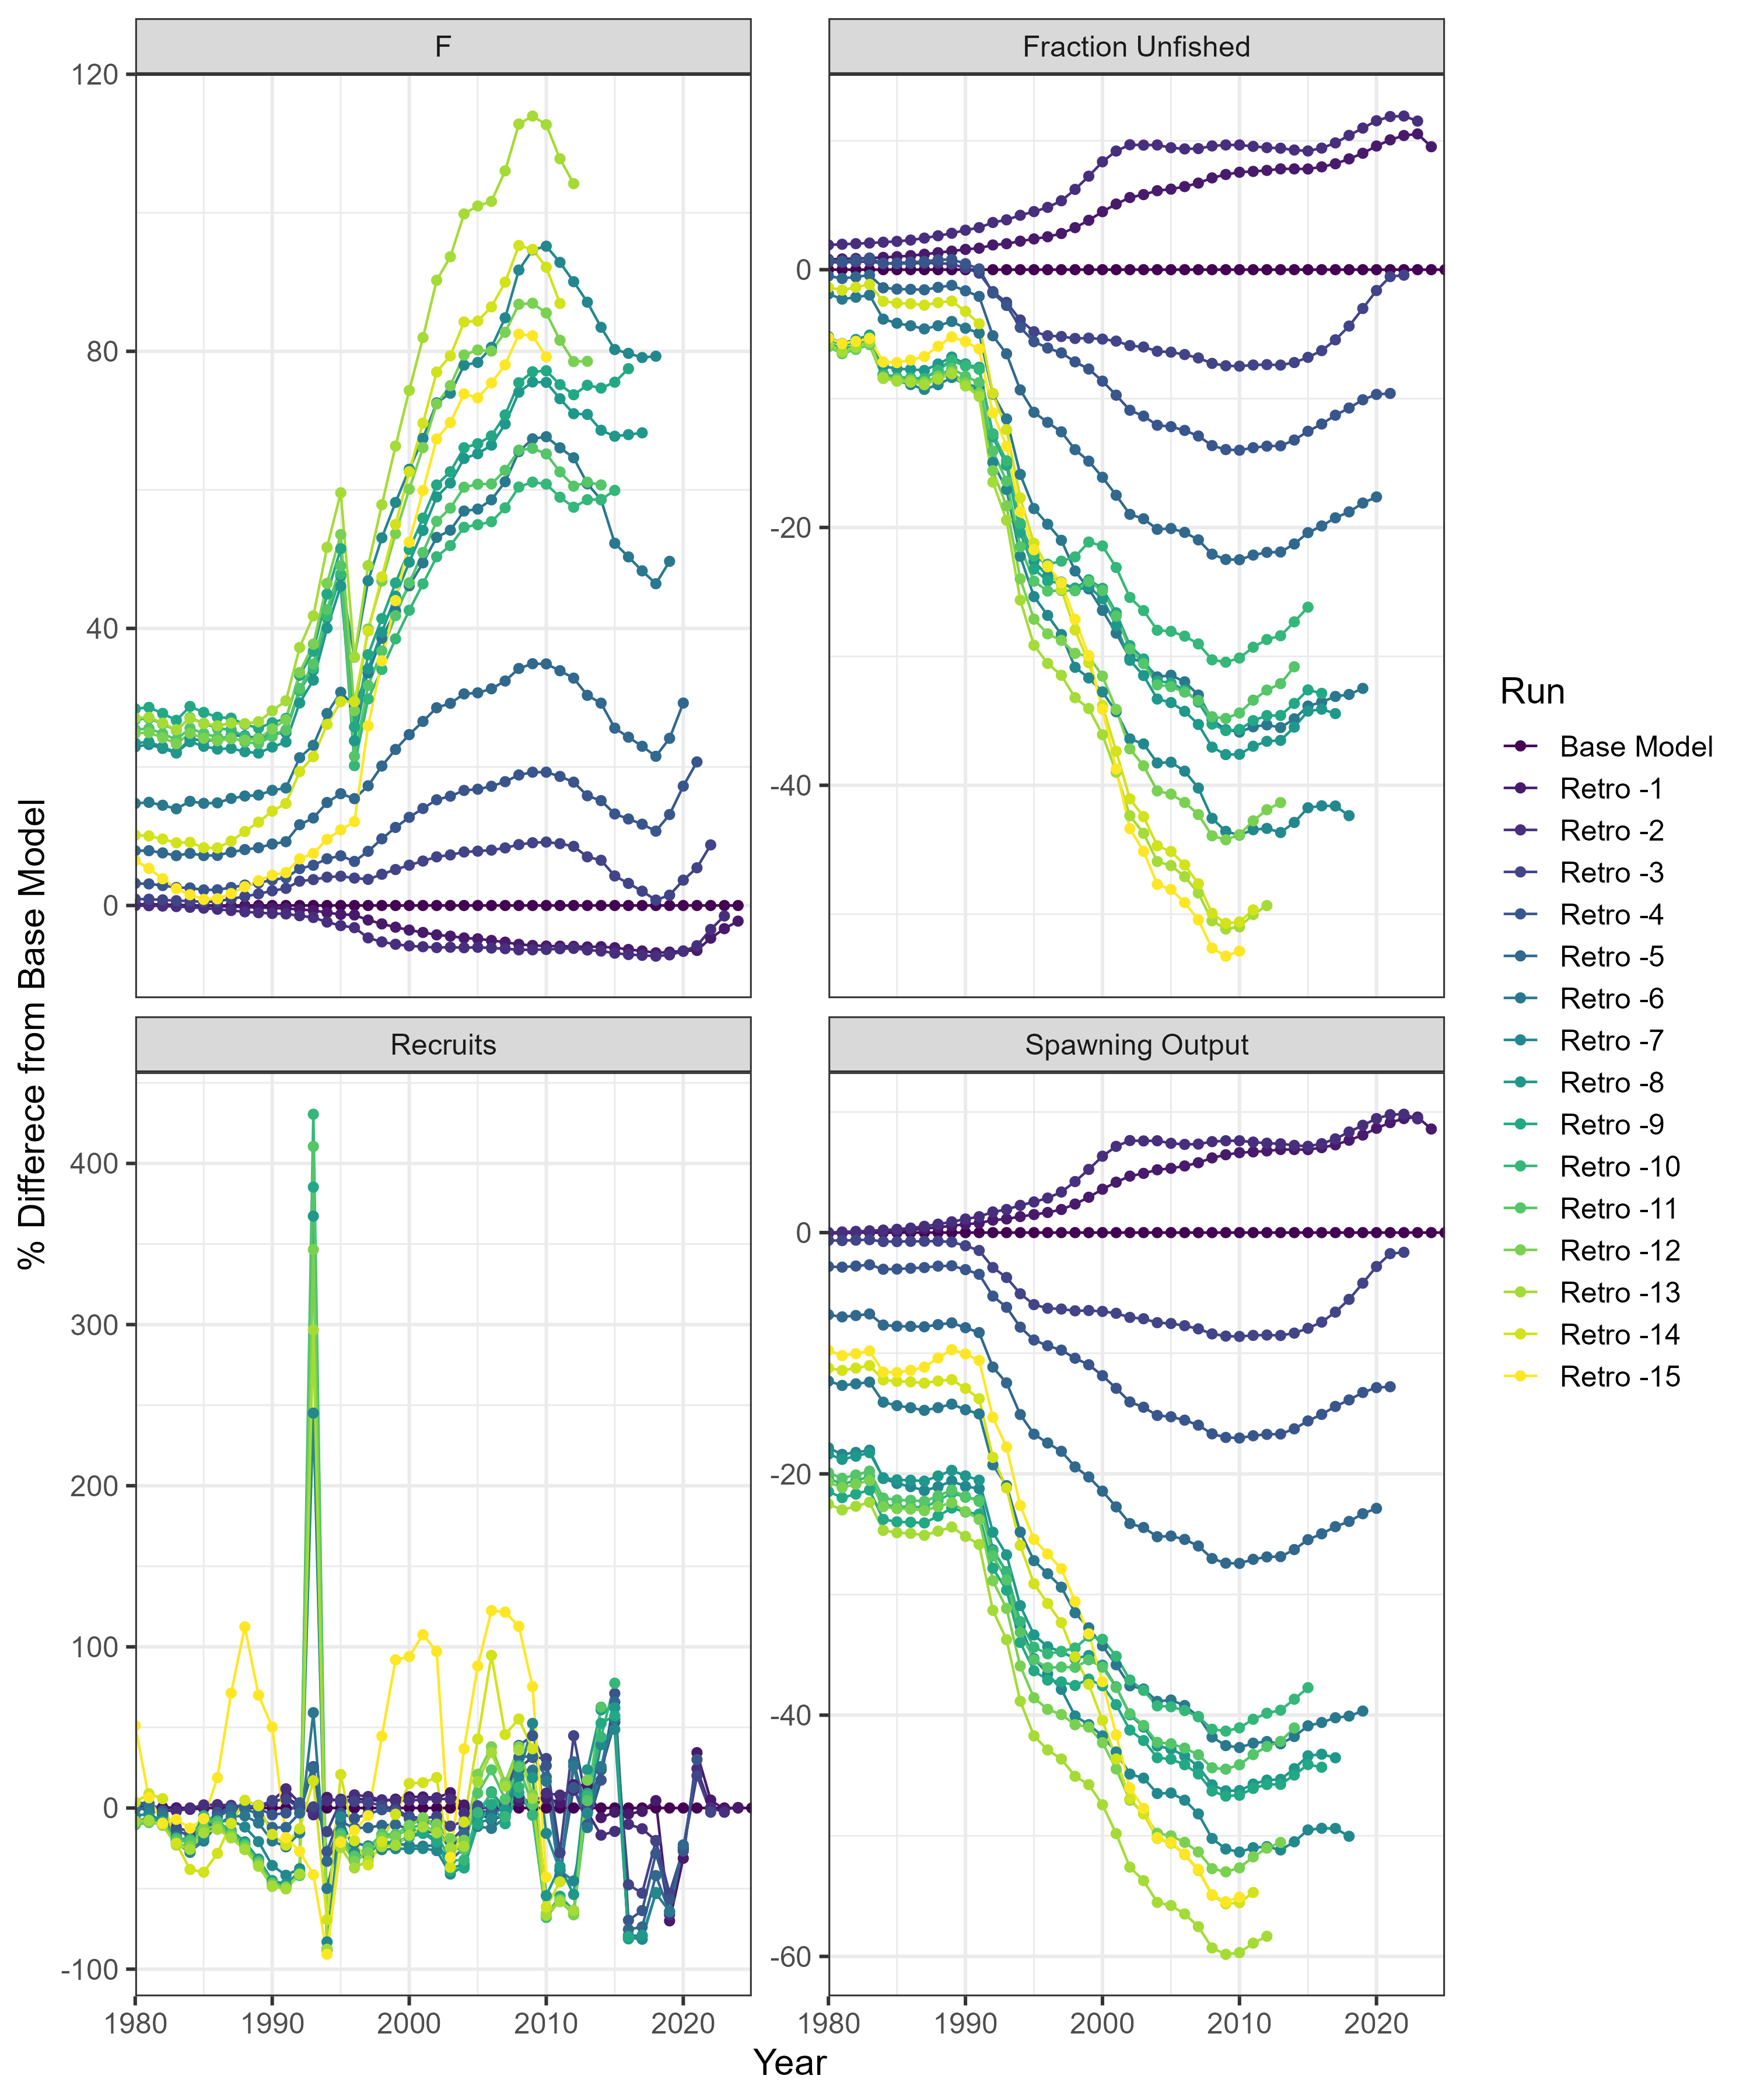 F
Fraction Unfished
120
80
40
0
0
-20
-40
% Differece from Base Model
Recruits
Spawning Output
400
300
200
100
0
-100
0
-20
-40
-60
1980 1990 2000 2010 2020
1980 1990 2000 2010 2020
Year
Run
Base Model
Retro -1
Retro -2
Retro -3
Retro -4
Retro -5
Retro -6
Retro -7
Retro -8
Retro -9
Retro -10
Retro -11
Retro -12
Retro -13
Retro -14
Retro -15